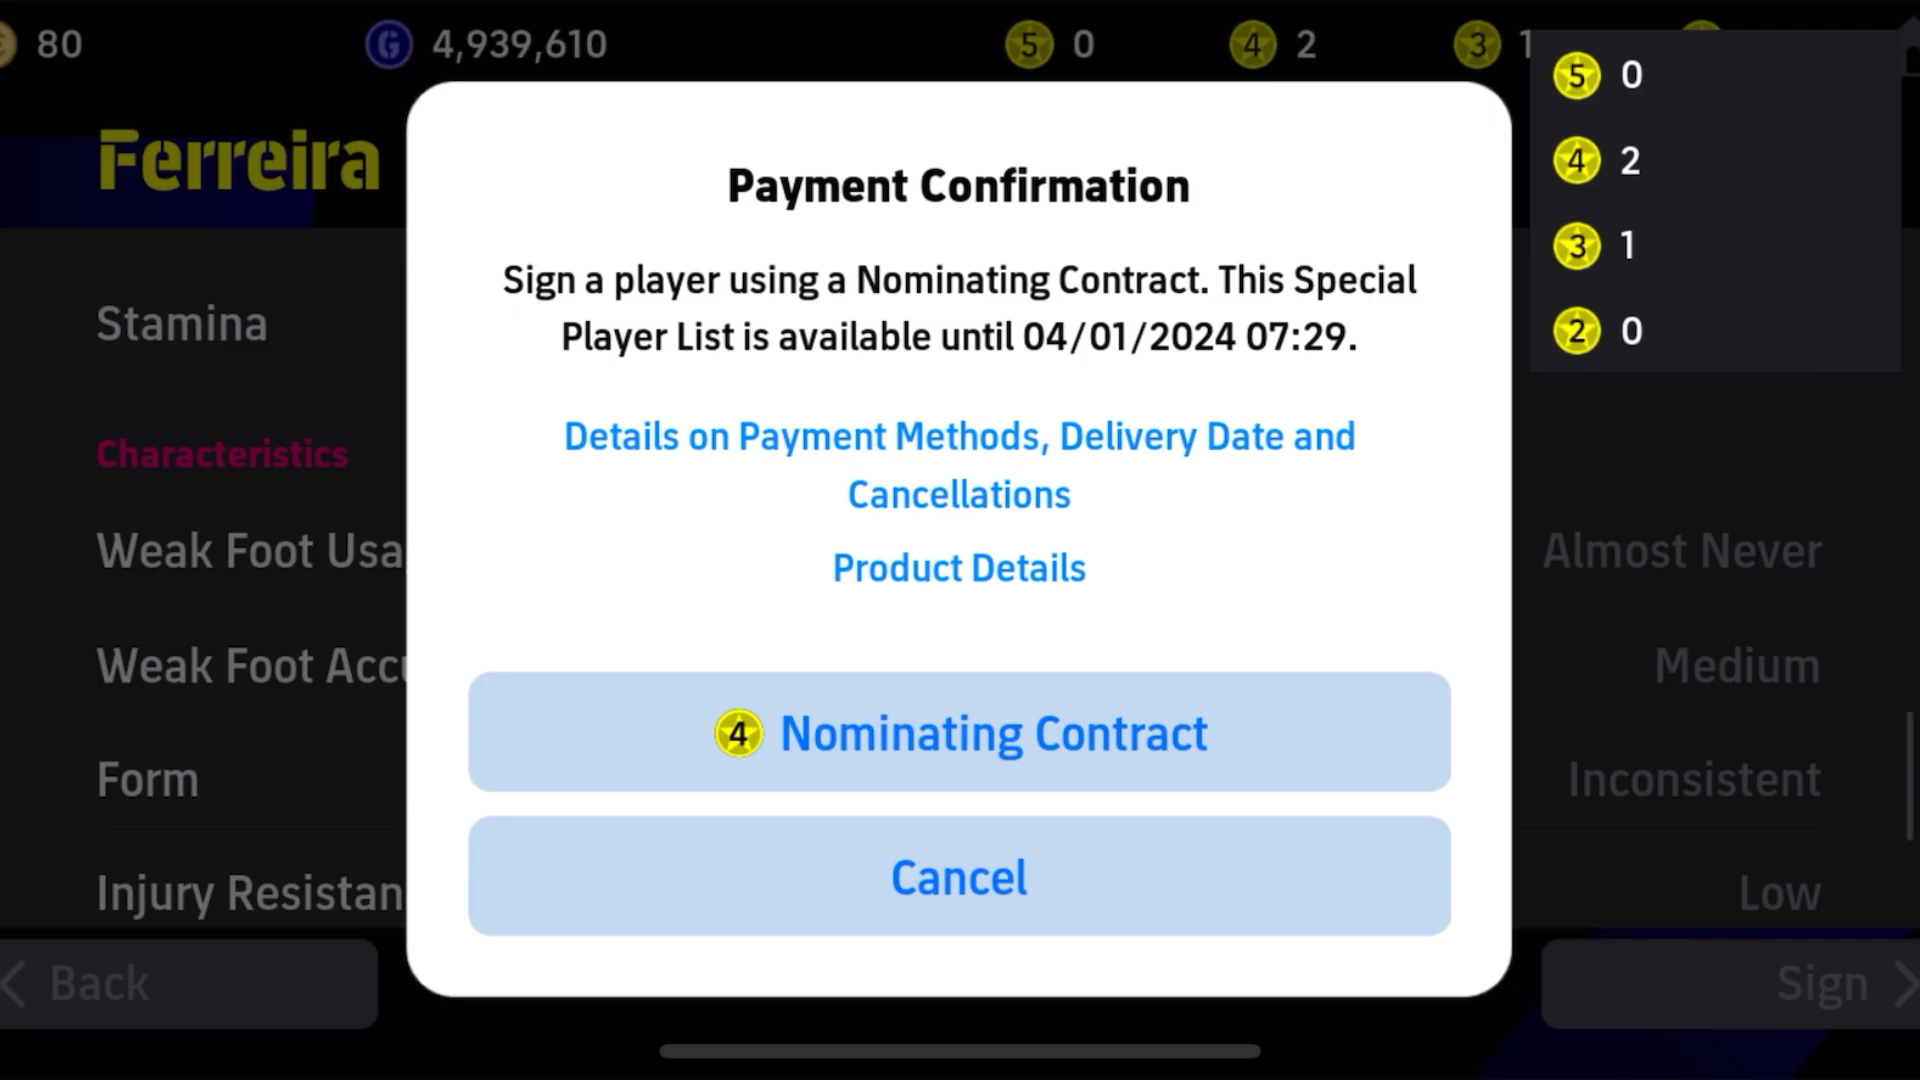 80
G 4,939,610
5 0
4 2
3 1
5 0
4 2
3 1
2 0
Ferreira
Payment Confirmation
Sign a player using a Nominating Contract. This Special
Player List is available until 04/01/2024 07:29.
Details on Payment Methods, Delivery Date and
Cancellations
Product Details
4 Nominating Contract
Cancel
Stamina
Characteristics
Weak Foot Usa
Almost Never
Weak Foot Acc
Medium
Form
Inconsistent
Injury Resistan
Low
Back
Sign